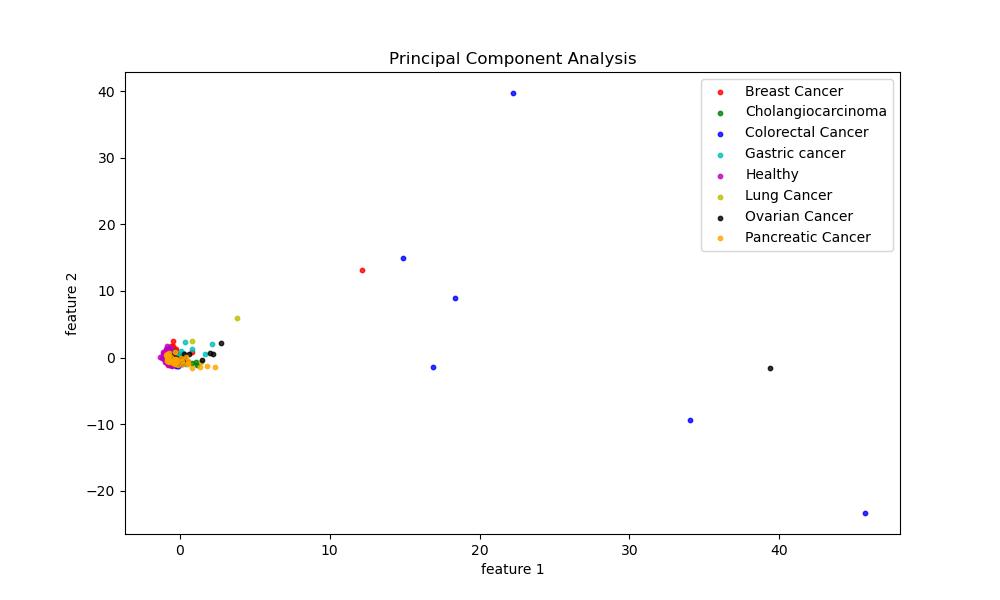 Principal Component Analysis
Breast Cancer
Cholangiocarcinoma
Colorectal Cancer
Gastric cancer
Healthy
Lung Cancer
Ovarian Cancer
Pancreatic Cancer
feature 2
40
30
20
10
0
−10
−20
0 10 20 30 40
feature 1